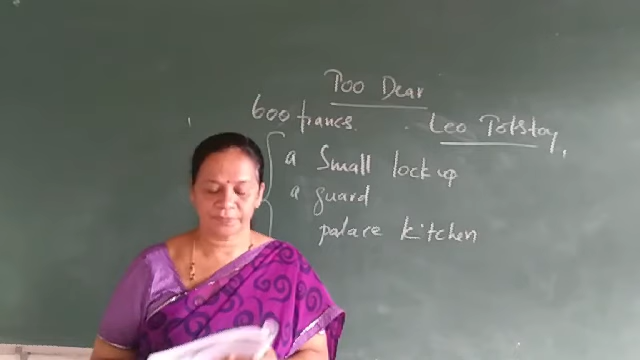 Too Dear
600 francs.
Leo Tolstoy,
a Small lockup
a guard
palace kitchen